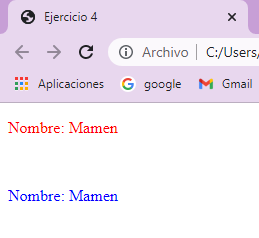 Ejercicio 4
Archivo | C:/Users/
Aplicaciones google Gmail
Nombre: Mamen
Nombre: Mamen